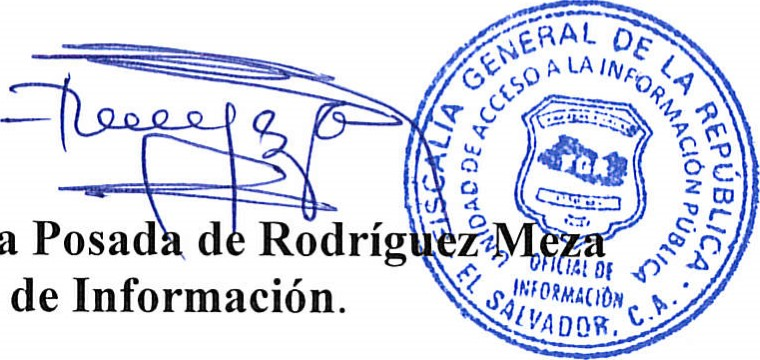 a Posada de Rodríguez Meza
de Información.
FISCALIA GENERAL DE LA REPÚBLICA
UNIDAD DE ACCESO A LA INFORMACIÓN PÚBLICA
OFICIAL DE
INFORMACIÓN
EL SALVADOR, C.A.